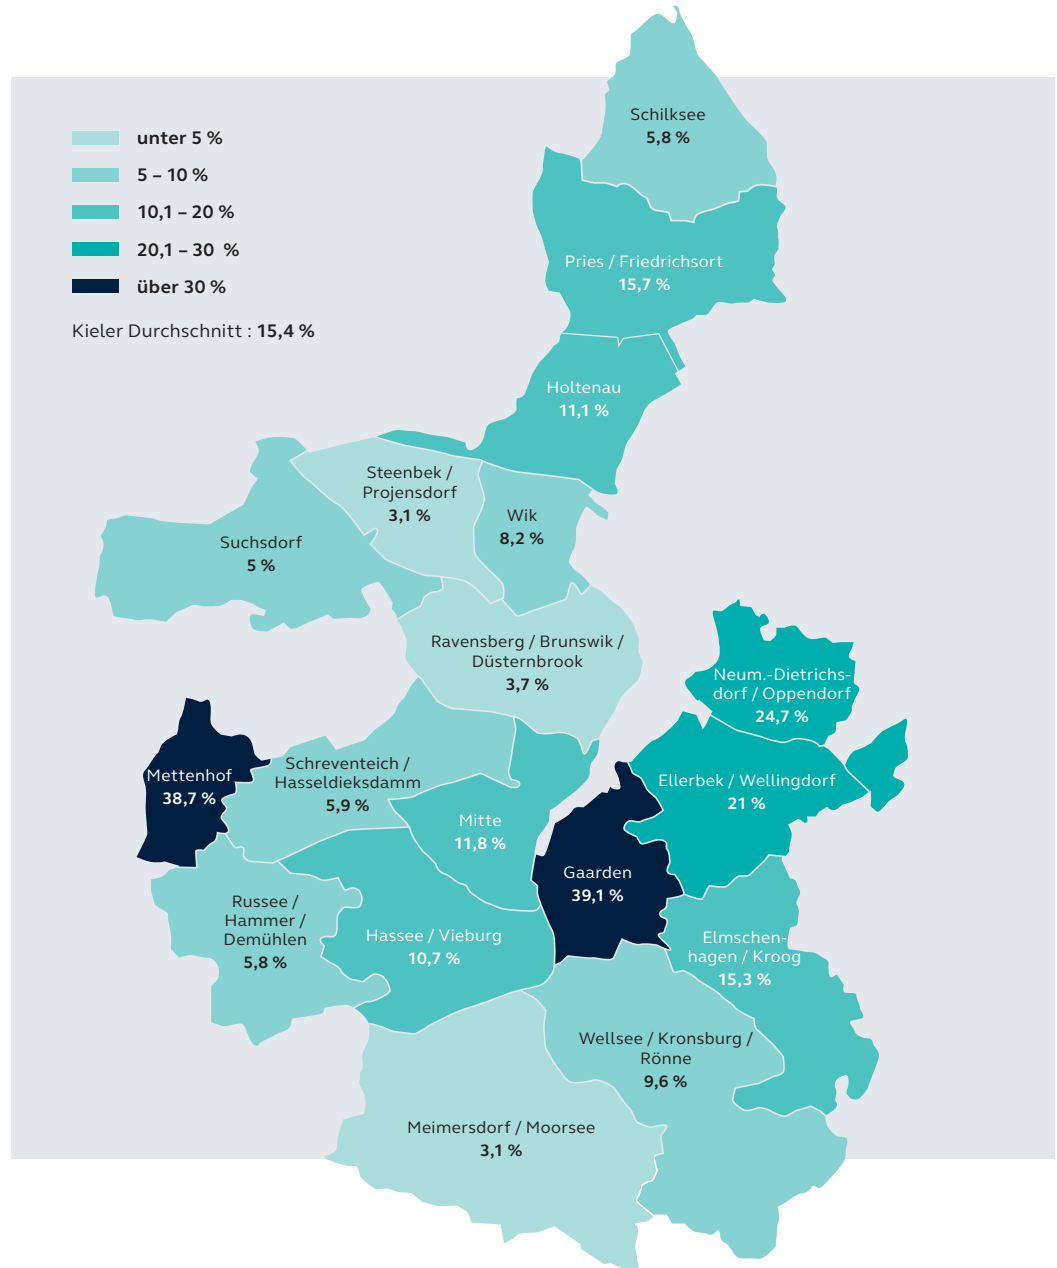 unter 5 %
5 – 10 %
10,1 – 20 %
20,1 – 30  %
über 30 %
Kieler Durchschnitt : 15,4 %
Schilksee
5,8 %
Pries / Friedrichsort
15,7 %
Holtenau
11,1 %
Steenbek /
Projensdorf
3,1 %
Wik
8,2 %
Suchsdorf
5 %
Ravensberg / Brunswik /
Düsternbrook
3,7 %
Neum.-Dietrichs-
dorf / Oppendorf
24,7 %
Mettenhof
38,7 %
Schreventeich /
Hasseldieksdamm
5,9 %
Ellerbek / Wellingdorf
21 %
Mitte
11,8 %
Gaarden
39,1 %
Russee /
Hammer /
Demühlen
5,8 %
Hassee / Vieburg
10,7 %
Elmschen-
hagen / Kroog
15,3 %
Wellsee / Kronsburg /
Rönne
9,6 %
Meimersdorf / Moorsee
3,1 %